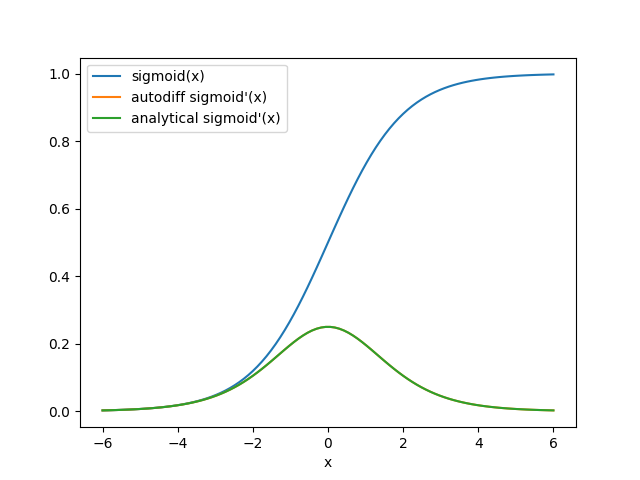 sigmoid(x)
autodiff sigmoid'(x)
analytical sigmoid'(x)
1.0
0.8
0.6
0.4
0.2
0.0
−6 −4 −2 0 2 4 6
x